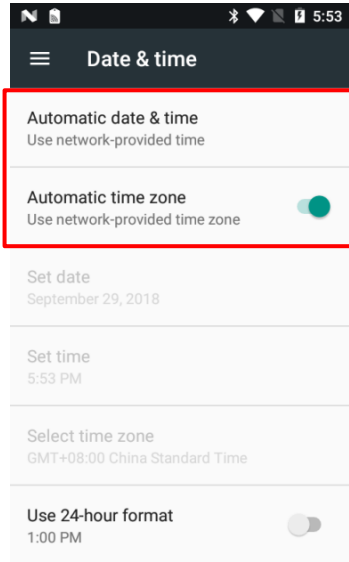 5:53
Date & time
Automatic date & time
Use network-provided time
Automatic time zone
Use network-provided time zone
Set date
September 29, 2018
Set time
5:53 PM
Select time zone
GMT+08:00 China Standard Time
Use 24-hour format
1:00 PM